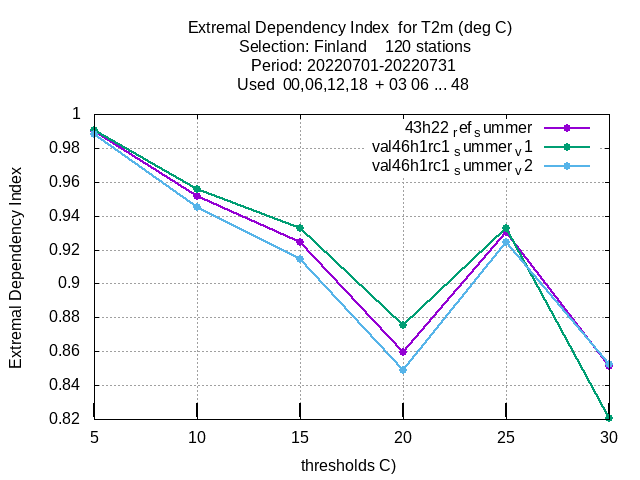 Extremal Dependency Index  for T2m (deg C)
Selection: Finland    120 stations
Period: 20220701-20220731
Used  00,06,12,18  + 03 06 ... 48
43h22 ref summer
val46h1rc1 summer v1
val46h1rc1 summer v2
Extremal Dependency Index
1
0.98
0.96
0.94
0.92
0.9
0.88
0.86
0.84
0.82
5 10 15 20 25 30
thresholds C)